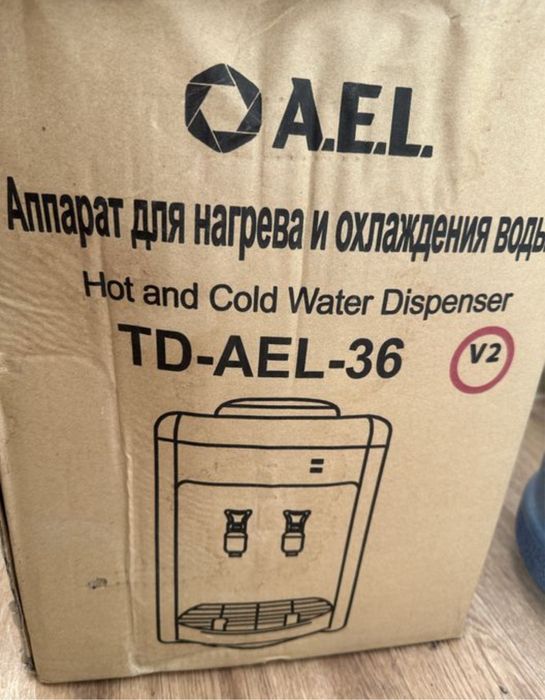 A.E.L.
Аппарат для нагрева и охлаждения воды
Hot and Cold Water Dispenser
TD-AEL-36
V2